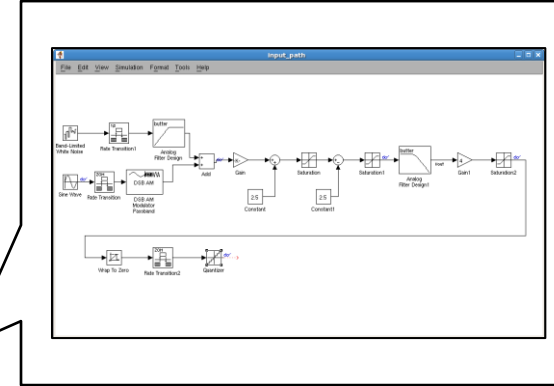 input_path
File Edit View Simulation Format Tools Help
butter
Band-Limited
White Noise
Rate Transition1
Analog
Filter Design
Add
Gain
Saturation
Saturation1
butter
Analog
Filter Design1
Gain1
Saturation2
Sine Wave
Rate Transition
DSB AM
DSB AM
Modulator
Passband
2.5
Constant
2.5
Constant1
Wrap To Zero
Rate Transition2
Quantizer